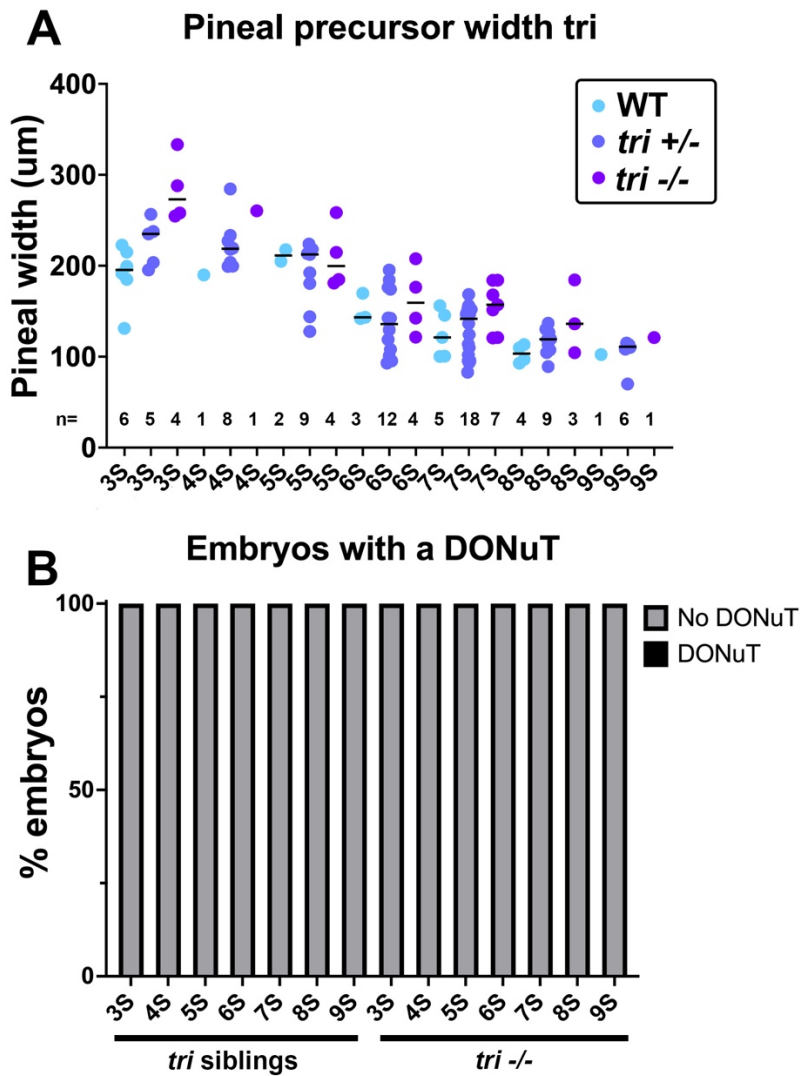 A
Pineal precursor width tri
Pineal width (um)
400
300
200
100
0
WT
tri +/-
tri -/-
n= 6 5 4 1 8 1 2 9 4 3 12 4 5 18 7 4 9 3 1 6 1
3S 3S 3S 4S 4S 4S 5S 5S 5S 6S 6S 6S 7S 7S 7S 8S 8S 8S 9S 9S 9S
B
Embryos with a DONuT
% embryos
100
50
0
No DONuT
DONuT
3S 4S 5S 6S 7S 8S 9S 3S 4S 5S 6S 7S 8S 9S
tri siblings tri -/-